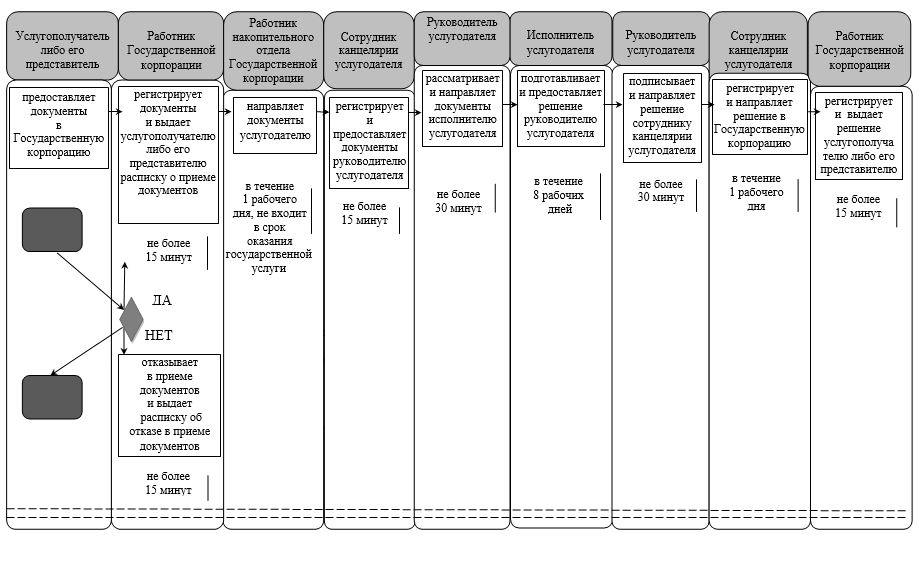 Услугополучатель
либо его
представитель
Работник
Государственной
корпорации
Работник
накопительного
отдела
Государственной
корпорации
Сотрудник
канцелярии
услугодателя
Руководитель
услугодателя
Исполнитель
услугодателя
Руководитель
услугодателя
Сотрудник
канцелярии
услугодателя
Работник
Государственной
корпорации
предоставляет
документы
в
Государственную
корпорацию
регистрирует
документы
и выдает
услугополучателю
либо его
представителю
расписку о приеме
документов
не более
15 минут
ДА
НЕТ
отказывает
в приеме
документов
и выдает
расписку об
отказе в приеме
документов
не более
15 минут
направляет
документы
услугодателю
в течение
1 рабочего
дня, не входит
в срок
оказания
государственной
услуги
регистрирует
и
предоставляет
документы
руководителю
услугодателя
не более
15 минут
рассматривает
и направляет
документы
исполнителю
услугодателя
не более
30 минут
подготавливает
и предоставляет
решение
руководителю
услугодателя
в течение
8 рабочих
дней
подписывает
и направляет
решение
сотруднику
канцелярии
услугодателя
не более
30 минут
регистрирует
и направляет
решение в
Государственную
корпорацию
в течение
1 рабочего
дня
регистрирует
и выдает
решение
услугополуча
телю либо его
представителю
не более
15 минут